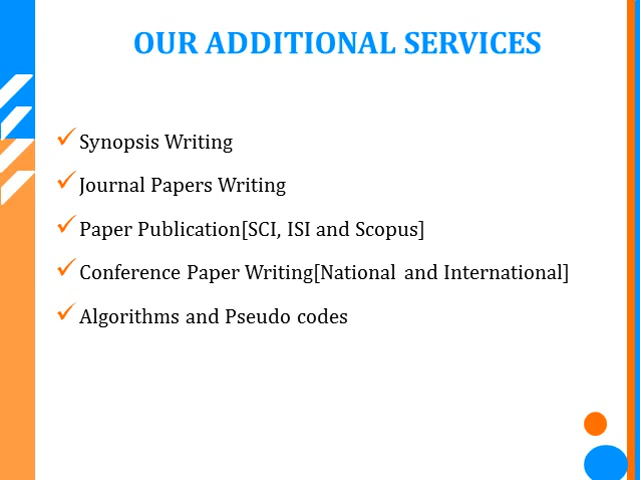 OUR ADDITIONAL SERVICES
Synopsis Writing
Journal Papers Writing
Paper Publication[SCI, ISI and Scopus]
Conference Paper Writing[National and International]
Algorithms and Pseudo codes